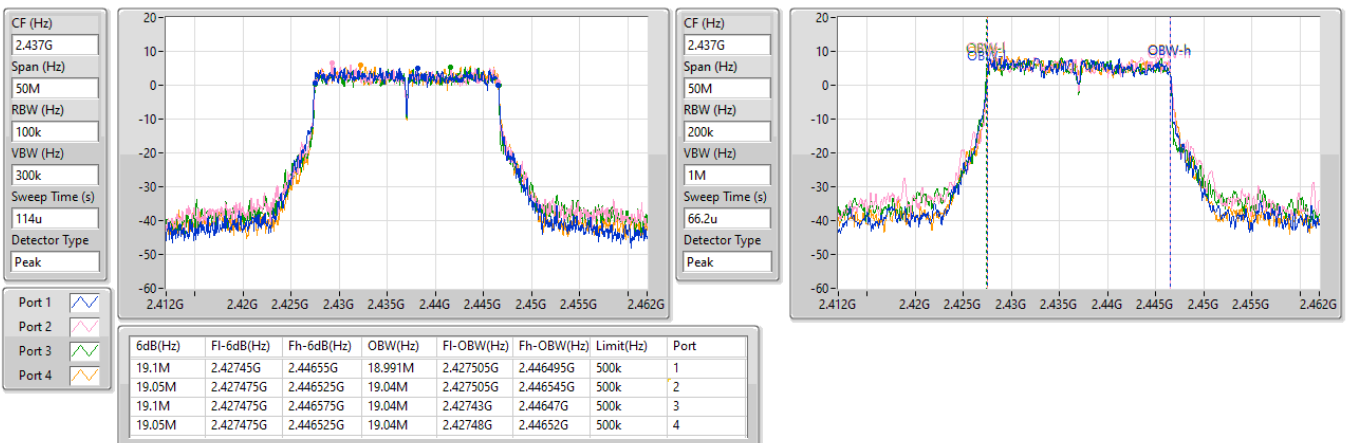 CF (Hz)
2.437G
Span (Hz)
50M
RBW (Hz)
100k
VBW (Hz)
300k
Sweep Time (s)
114u
Detector Type
Peak
Port 1
Port 2
Port 3
Port 4
20
10
0
-10
-20
-30
-40
-50
-60
2.412G 2.42G 2.425G 2.43G 2.435G 2.44G 2.445G 2.45G 2.455G 2.462G
CF (Hz)
2.437G
Span (Hz)
50M
RBW (Hz)
200k
VBW (Hz)
1M
Sweep Time (s)
66.2u
Detector Type
Peak
20
10
0
-10
-20
-30
-40
-50
-60
OBW-l OBW-h
2.412G 2.42G 2.425G 2.43G 2.435G 2.44G 2.445G 2.45G 2.455G 2.462G
6dB(Hz) Fl-6dB(Hz) Fh-6dB(Hz) OBW(Hz) Fl-OBW(Hz) Fh-OBW(Hz) Limit(Hz) Port
19.1M 2.42745G 2.44655G 18.991M 2.427505G 2.446495G 500k 1
19.05M 2.427475G 2.446525G 19.04M 2.427505G 2.446545G 500k 2
19.1M 2.427475G 2.446575G 19.04M 2.42743G 2.44647G 500k 3
19.05M 2.427475G 2.446525G 19.04M 2.42748G 2.44652G 500k 4